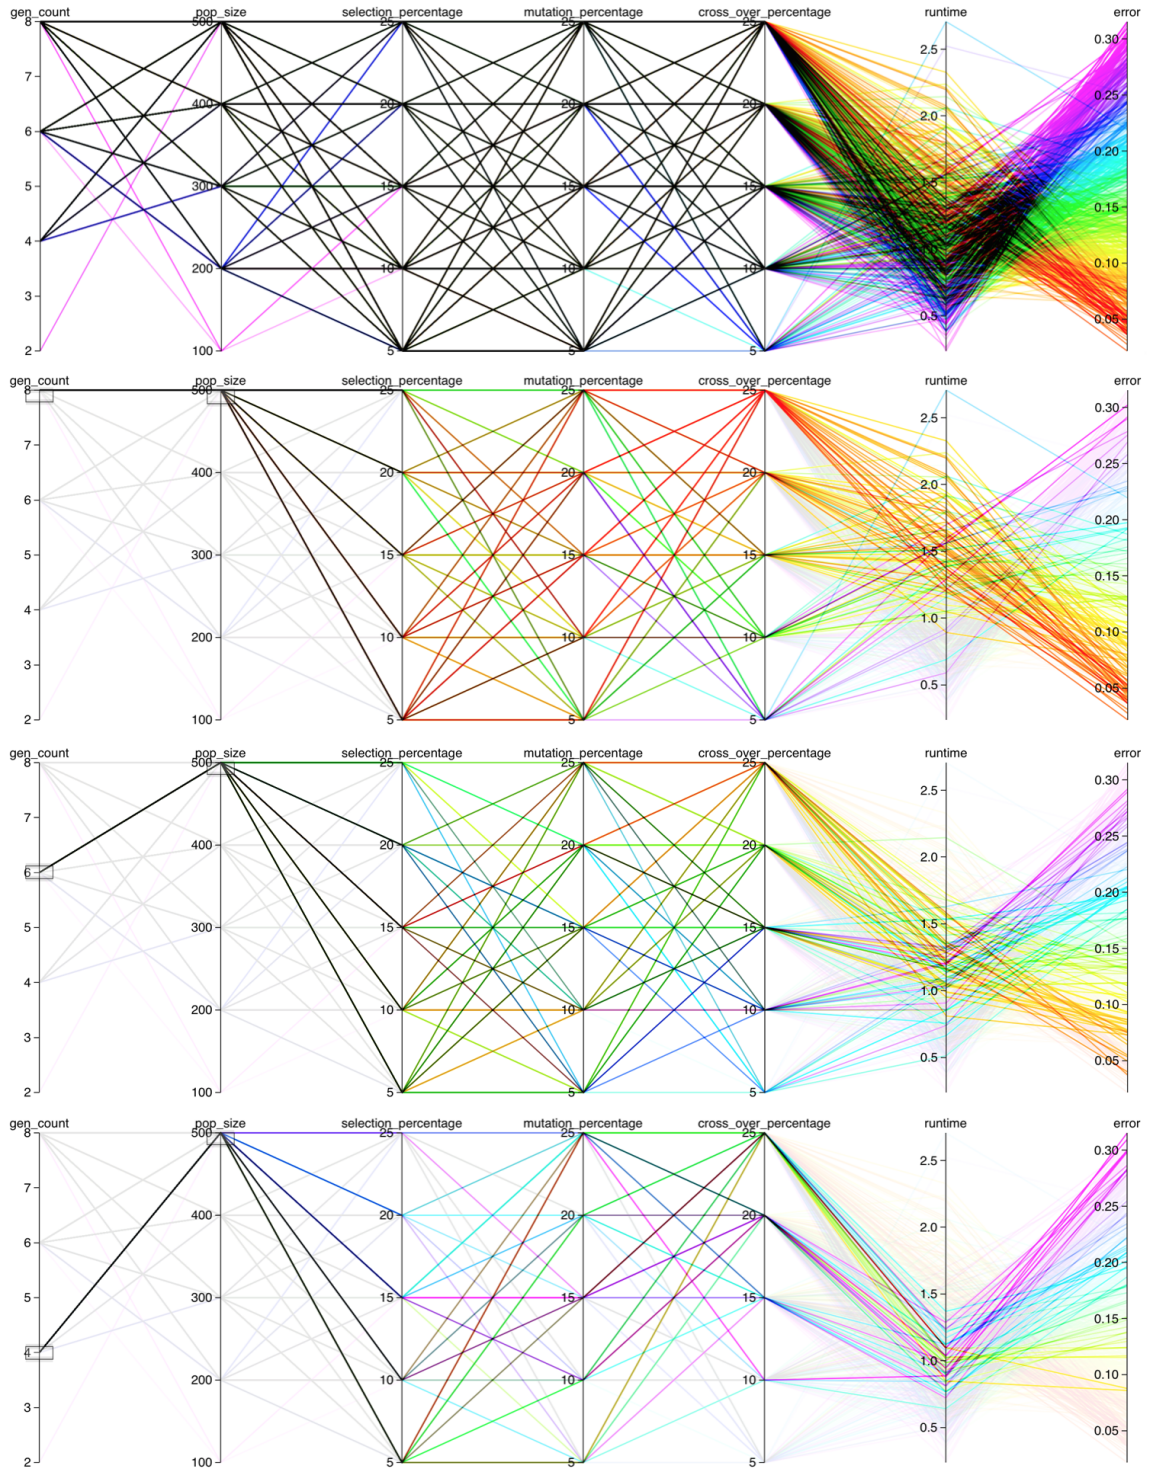 gen_count pop_size selection_percentage mutation_percentage cross_over_percentage runtime error
8 500 25 25 25 2.5 0.30
7 400 20 20 20 2.0 0.25
6 300 15 15 15 1.5 0.20
5 200 10 10 10 1.0 0.15
4 100 5 5 5 0.5 0.10
3 0.05
2
gen_count pop_size selection_percentage mutation_percentage cross_over_percentage runtime error
8 500 25 25 25 2.5 0.30
7 400 20 20 20 2.0 0.25
6 300 15 15 15 1.5 0.20
5 200 10 10 10 1.0 0.15
4 100 5 5 5 0.5 0.10
3 0.05
2
gen_count pop_size selection_percentage mutation_percentage cross_over_percentage runtime error
8 500 25 25 25 2.5 0.30
7 400 20 20 20 2.0 0.25
6 300 15 15 15 1.5 0.20
5 200 10 10 10 1.0 0.15
4 100 5 5 5 0.5 0.10
3 0.05
2
gen_count pop_size selection_percentage mutation_percentage cross_over_percentage runtime error
8 500 25 25 25 2.5 0.30
7 400 20 20 20 2.0 0.25
6 300 15 15 15 1.5 0.20
5 200 10 10 10 1.0 0.15
4 100 5 5 5 0.5 0.10
3 0.05
2